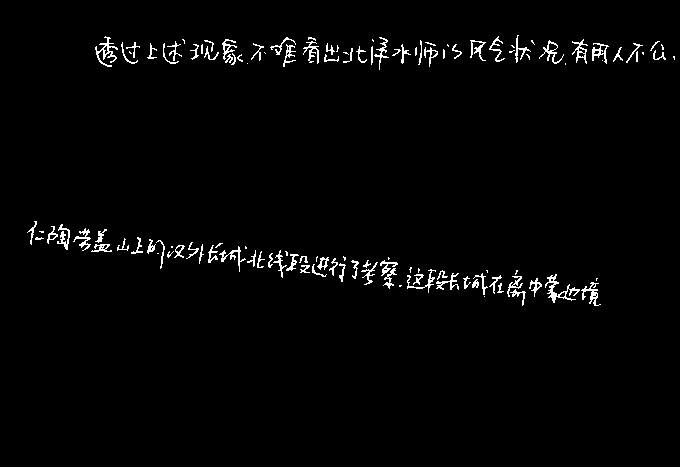 透过上述现象,不难看出北洋水师的风气状况,有两人不公,
仁陶劳盖山上的汉外长城北线段进行了考察.这段长城在离中蒙边境